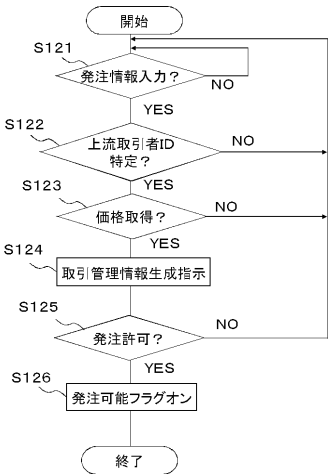 開始
S121
発注情報入力？
NO
YES
S122
上流取引者ID
特定？
NO
YES
S123
価格取得？
NO
YES
S124
取引管理情報生成指示
S125
発注許可？
NO
YES
S126
発注可能フラグオン
終了